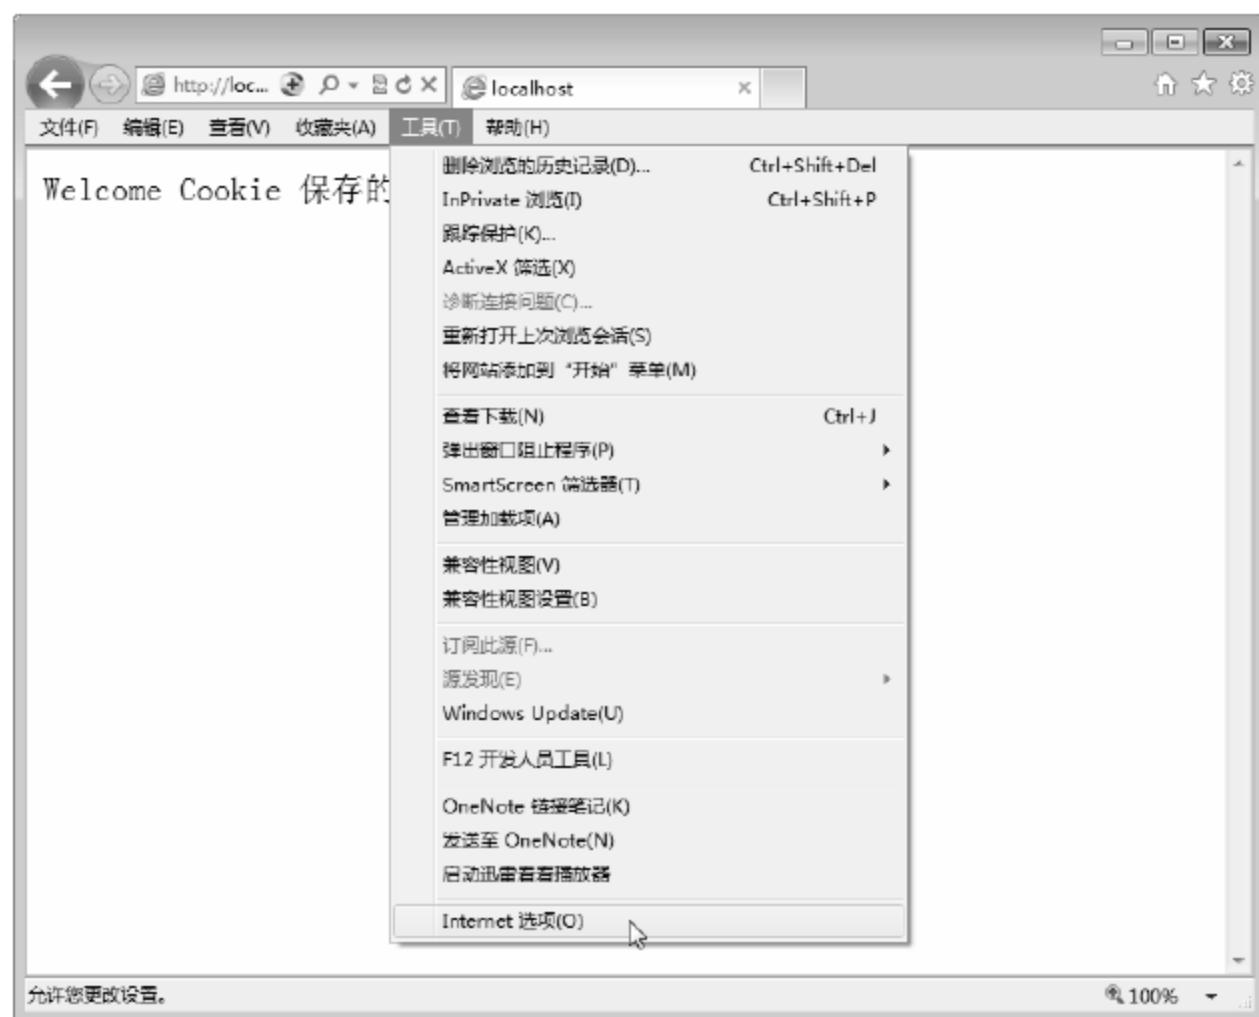 http://loc...
localhost
文件(F) 编辑(E) 查看(V) 收藏夹(A) 工具(T) 帮助(H)
Welcome Cookie 保存的
删除浏览的历史记录(D)... Ctrl+Shift+Del
InPrivate 浏览(I) Ctrl+Shift+P
跟踪保护(K)...
ActiveX 筛选(X)
诊断连接问题(C)...
重新打开上次浏览会话(S)
将网站添加到“开始”菜单(M)
查看下载(N) Ctrl+J
弹出窗口阻止程序(P)
SmartScreen 筛选器(T)
管理加载项(A)
兼容性视图(V)
兼容性视图设置(B)
订阅此源(F)...
源发现(E)
Windows Update(U)
F12 开发人员工具(L)
OneNote 链接笔记(K)
发送至 OneNote(N)
启动迅雷看看播放器
Internet 选项(O)
允许您更改设置。 100%